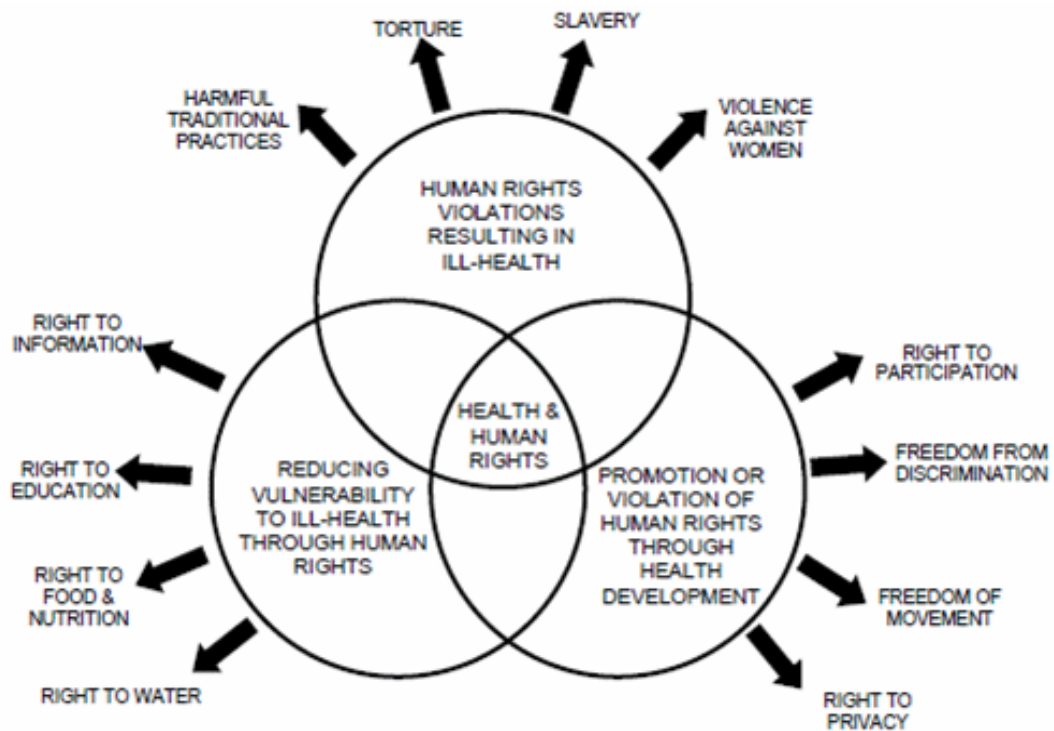 TORTURE
SLAVERY
HARMFUL
TRADITIONAL
PRACTICES
VIOLENCE
AGAINST
WOMEN
HUMAN RIGHTS
VIOLATIONS
RESULTING IN
ILL-HEALTH
RIGHT TO
INFORMATION
RIGHT TO
PARTICIPATION
HEALTH &
HUMAN
RIGHTS
RIGHT TO
EDUCATION
REDUCING
VULNERABILITY
TO ILL-HEALTH
THROUGH HUMAN
RIGHTS
PROMOTION OR
VIOLATION OF
HUMAN RIGHTS
THROUGH
HEALTH
DEVELOPMENT
FREEDOM FROM
DISCRIMINATION
RIGHT TO
FOOD &
NUTRITION
FREEDOM OF
MOVEMENT
RIGHT TO WATER
RIGHT TO
PRIVACY